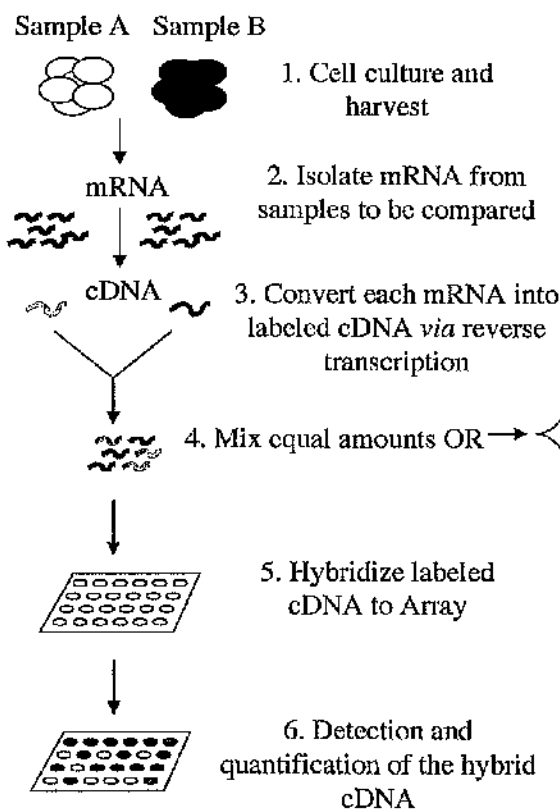 Sample A Sample B
1. Cell culture and
harvest
mRNA
2. Isolate mRNA from
samples to be compared
cDNA
3. Convert each mRNA into
labeled cDNA via reverse
transcription
4. Mix equal amounts OR
5. Hybridize labeled
cDNA to Array
6. Detection and
quantification of the hybrid
cDNA